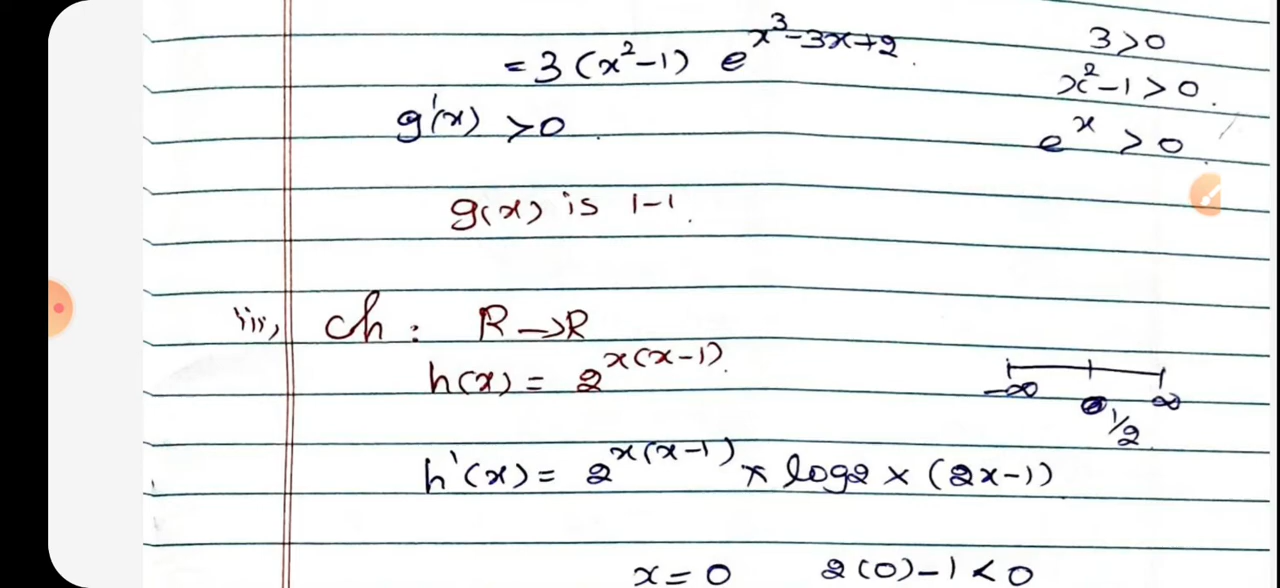 = 3 (x²-1) e^{x³-3x+2}.
3>0
x²-1>0.
g'(x) >0.
e^x >0.
g(x) is 1-1.
iii, h: R→R
h(x) = 2^{x(x-1)}.
-∞ 1/2 ∞
h'(x) = 2^{x(x-1)} × log2 × (2x-1)
x=0 2(0)-1<0